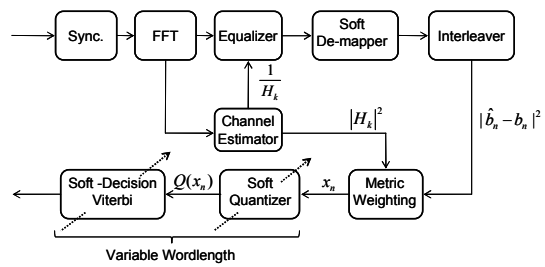 Sync.
FFT
Equalizer
Soft
De-mapper
Interleaver
1
H_k
Channel
Estimator
|H_k|^2
|b̂_n − b_n|^2
Soft -Decision
Viterbi
Q(x_n)
Soft
Quantizer
x_n
Metric
Weighting
Variable Wordlength